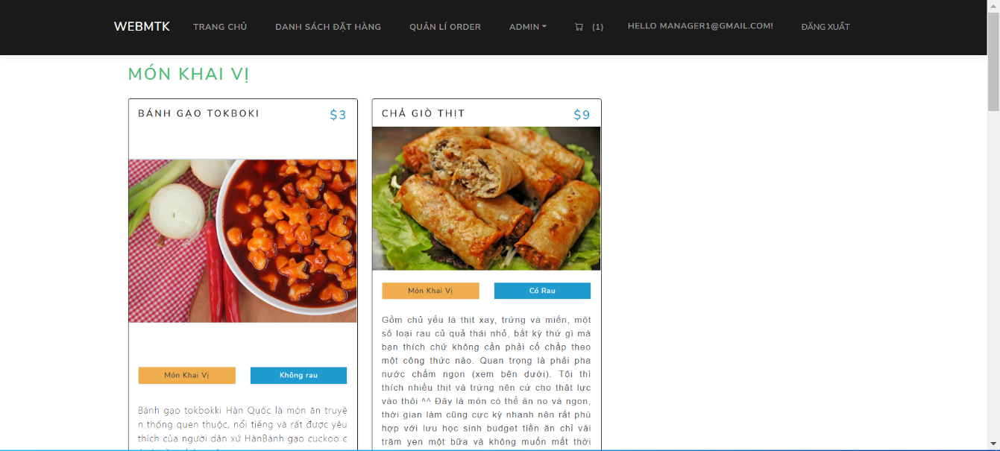 WEBMTK TRANG CHỦ DANH SÁCH ĐẶT HÀNG QUẢN LÍ ORDER ADMIN (1) HELLO MANAGER1@GMAIL.COM! ĐĂNG XUẤT
MÓN KHAI VỊ
BÁNH GẠO TOKBOKI $3
Món Khai Vị Không rau
Bánh gạo tokbokki Hàn Quốc là món ăn truyề
n thống quen thuộc, nổi tiếng và rất được yêu
thích của người dân xứ HànBánh gạo cuckoo c
CHẢ GIÒ THỊT $9
Món Khai Vị Có Rau
Gồm chủ yếu là thịt xay, trứng và miến, một
số loại rau củ quả thái nhỏ, bất kỳ thứ gì mà
bạn thích chứ không cần phải cố chấp theo
một công thức nào. Quan trọng là phải pha
nước chấm ngon (xem bên dưới). Tôi thì
thích nhiều thịt và trứng nên cứ cho thật lực
vào thôi ^^ Đây là món có thể ăn no và ngon,
thời gian làm cũng cực kỳ nhanh nên rất phù
hợp với lưu học sinh budget tiền ăn chỉ vài
trăm yen một bữa và không muốn mất thời